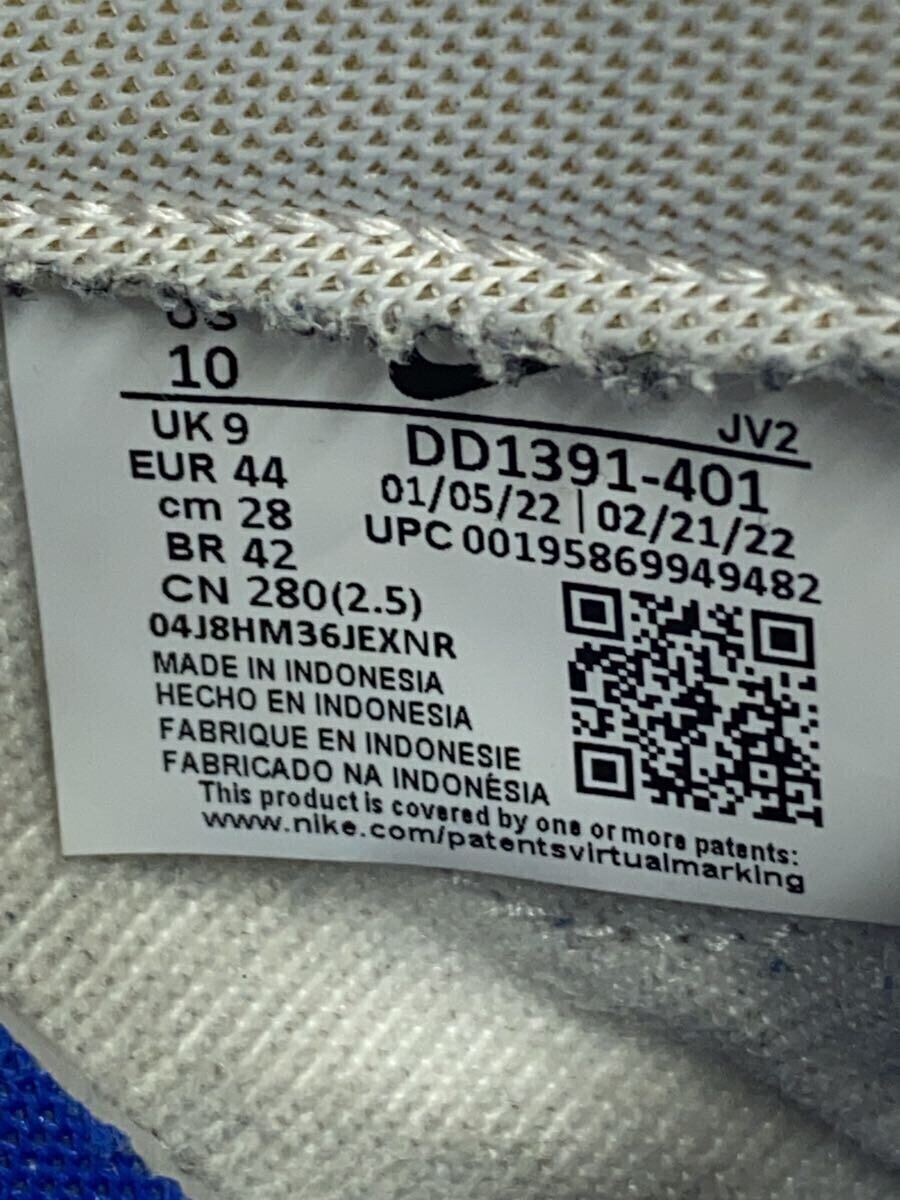 US
10
JV2
UK 9
DD1391-401
EUR 44
01/05/22 | 02/21/22
cm 28
UPC 00195869949482
BR 42
CN 280(2.5)
04J8HM36JEXNR
MADE IN INDONESIA
HECHO EN INDONESIA
FABRIQUE EN INDONESIE
FABRICADO NA INDONÉSIA
This product is covered by one or more patents:
www.nike.com/patentsvirtualmarking